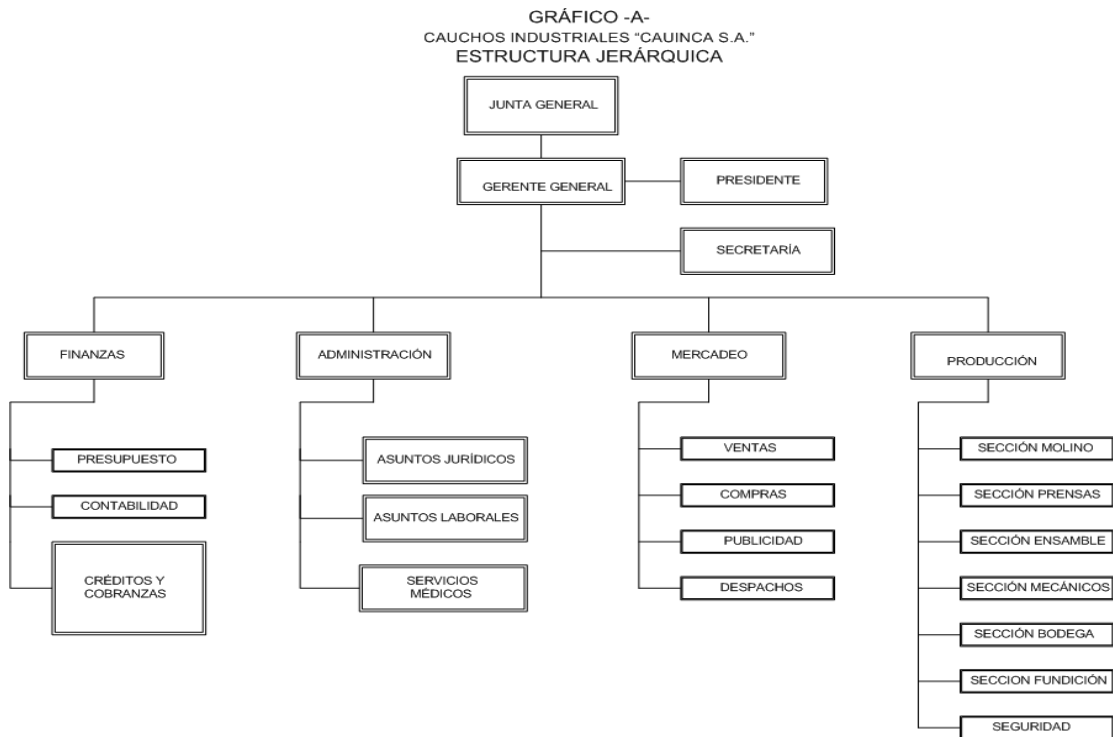 GRÁFICO -A-
CAUCHOS INDUSTRIALES “CAUINCA S.A.”
ESTRUCTURA JERÁRQUICA
JUNTA GENERAL
GERENTE GENERAL
PRESIDENTE
SECRETARÍA
FINANZAS
ADMINISTRACIÓN
MERCADEO
PRODUCCIÓN
PRESUPUESTO
CONTABILIDAD
CRÉDITOS Y
COBRANZAS
ASUNTOS JURÍDICOS
ASUNTOS LABORALES
SERVICIOS
MÉDICOS
VENTAS
COMPRAS
PUBLICIDAD
DESPACHOS
SECCIÓN MOLINO
SECCIÓN PRENSAS
SECCIÓN ENSAMBLE
SECCIÓN MECÁNICOS
SECCIÓN BODEGA
SECCION FUNDICIÓN
SEGURIDAD